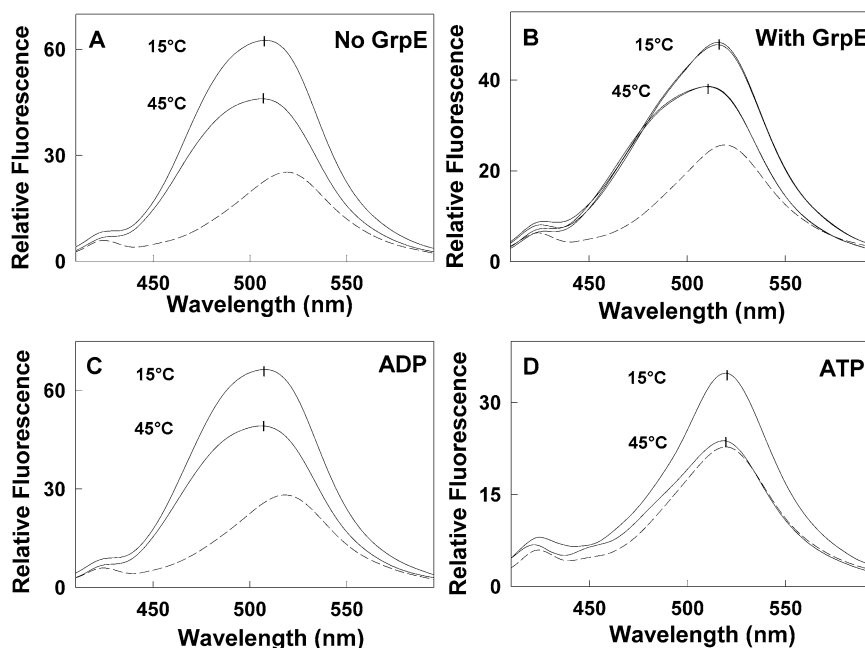 A
No GrpE
15°C
45°C
60
30
0
450
500
550
Wavelength (nm)
Relative Fluorescence
B
With GrpE
15°C
45°C
40
20
0
450
500
550
Wavelength (nm)
Relative Fluorescence
C
ADP
15°C
45°C
60
30
0
450
500
550
Wavelength (nm)
Relative Fluorescence
D
ATP
15°C
45°C
30
15
0
450
500
550
Wavelength (nm)
Relative Fluorescence